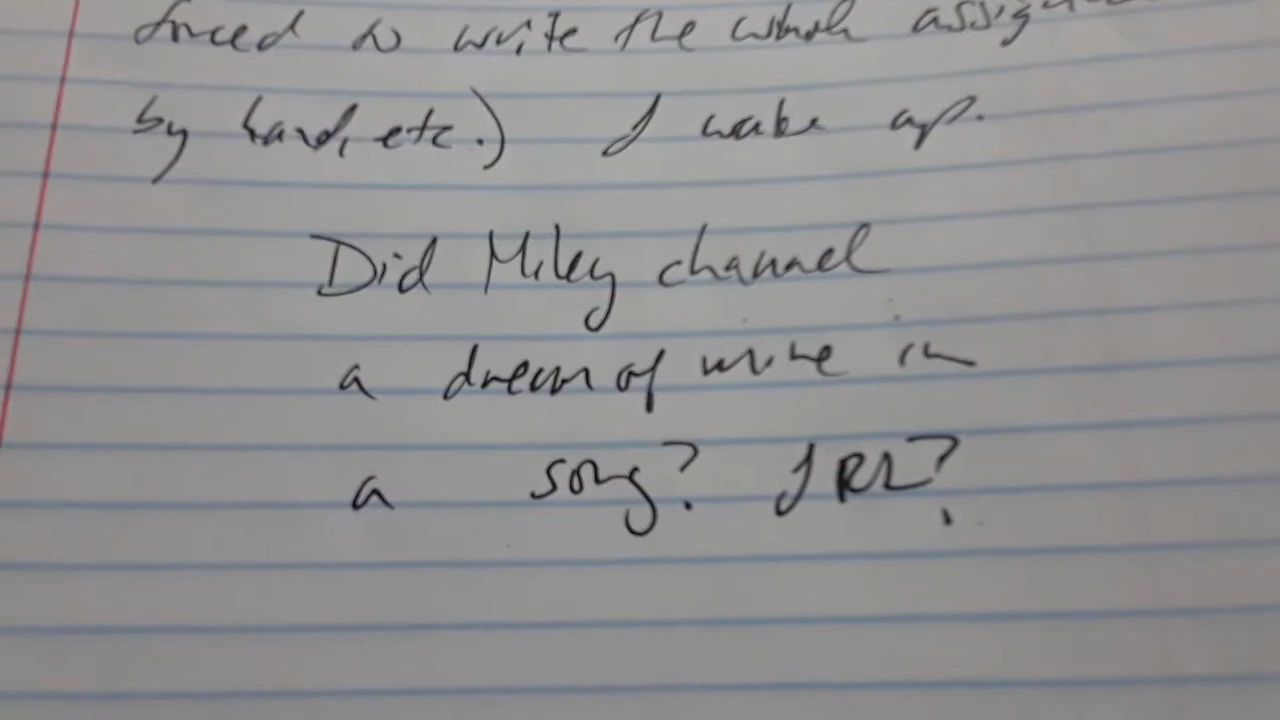 forced to write the whole
by hand, etc.) I wake up.
Did Miley channel
a dream of mine in
a song? IRL?